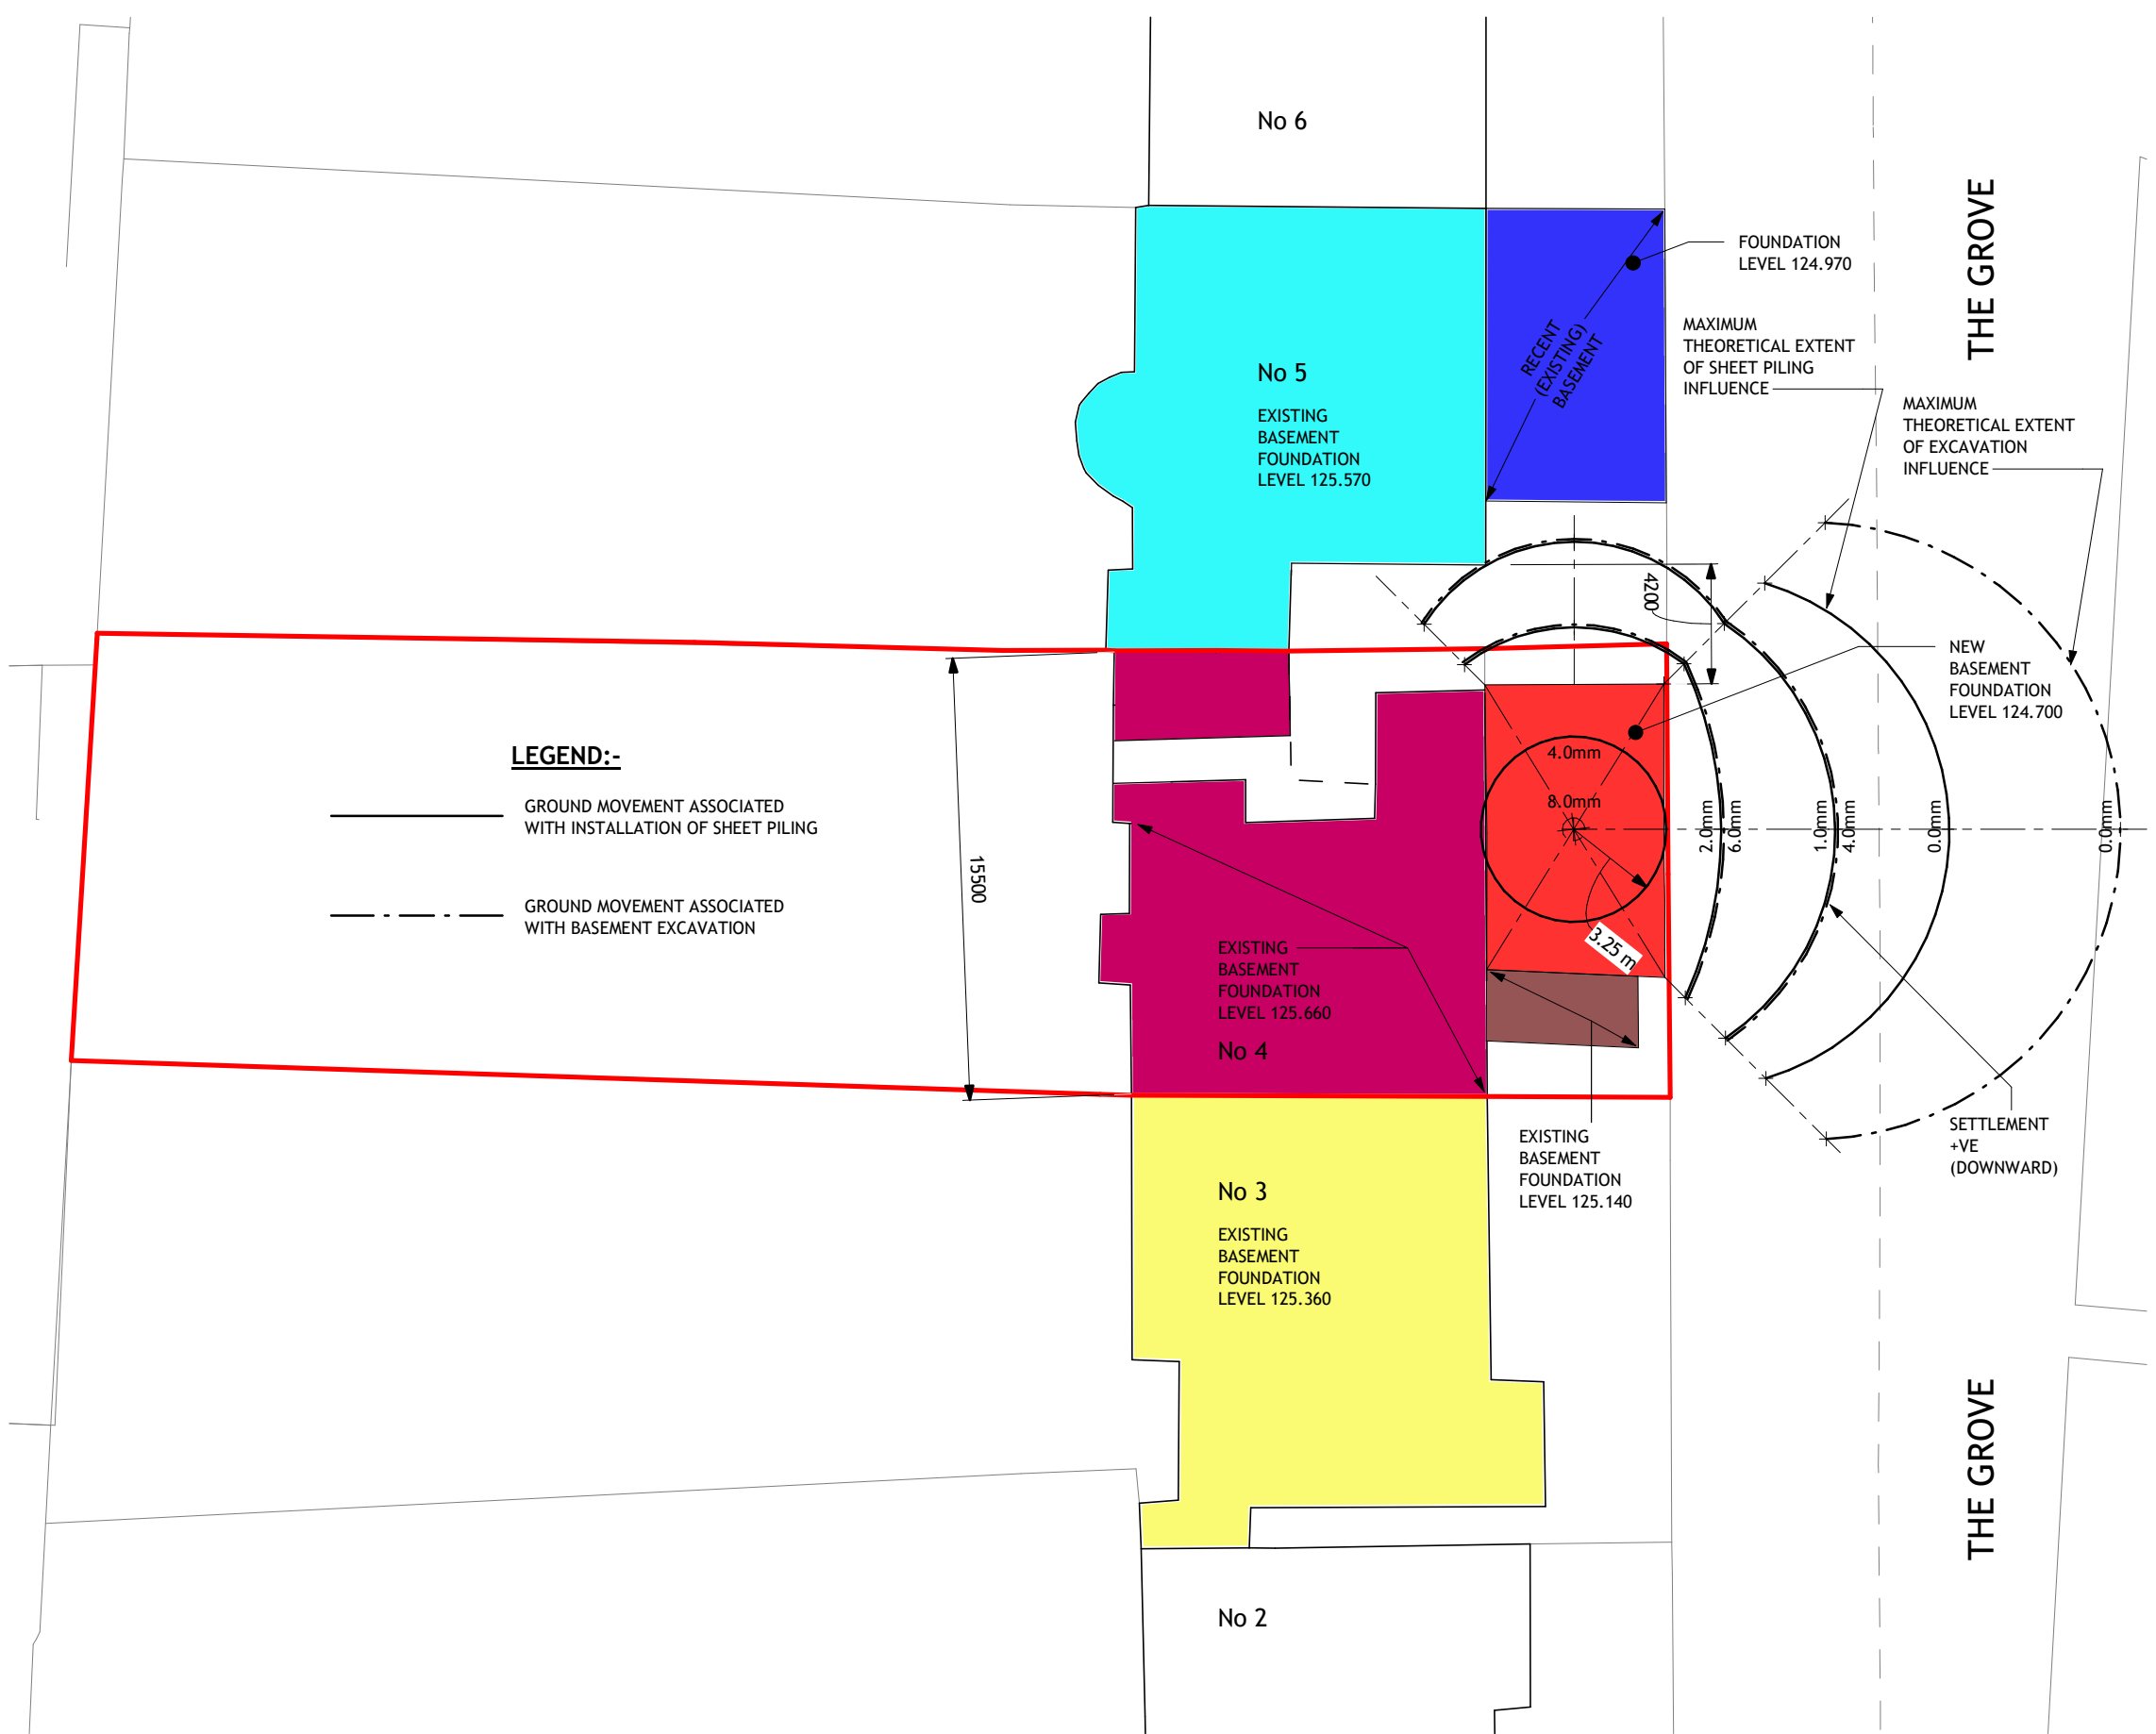 No 6
THE GROVE
FOUNDATION
LEVEL 124.970
RECENT
(EXISTING)
BASEMENT
MAXIMUM
THEORETICAL EXTENT
OF SHEET PILING
INFLUENCE
No 5
EXISTING
BASEMENT
FOUNDATION
LEVEL 125.570
MAXIMUM
THEORETICAL EXTENT
OF EXCAVATION
INFLUENCE
4200
NEW
BASEMENT
FOUNDATION
LEVEL 124.700
LEGEND:-
GROUND MOVEMENT ASSOCIATED
WITH INSTALLATION OF SHEET PILING
GROUND MOVEMENT ASSOCIATED
WITH BASEMENT EXCAVATION
15500
4.0mm
8.0mm
2.0mm
6.0mm
1.0mm
4.0mm
0.0mm
0.0mm
3.25 m
EXISTING
BASEMENT
FOUNDATION
LEVEL 125.660
No 4
EXISTING
BASEMENT
FOUNDATION
LEVEL 125.140
SETTLEMENT
+VE
(DOWNWARD)
No 3
EXISTING
BASEMENT
FOUNDATION
LEVEL 125.360
THE GROVE
No 2